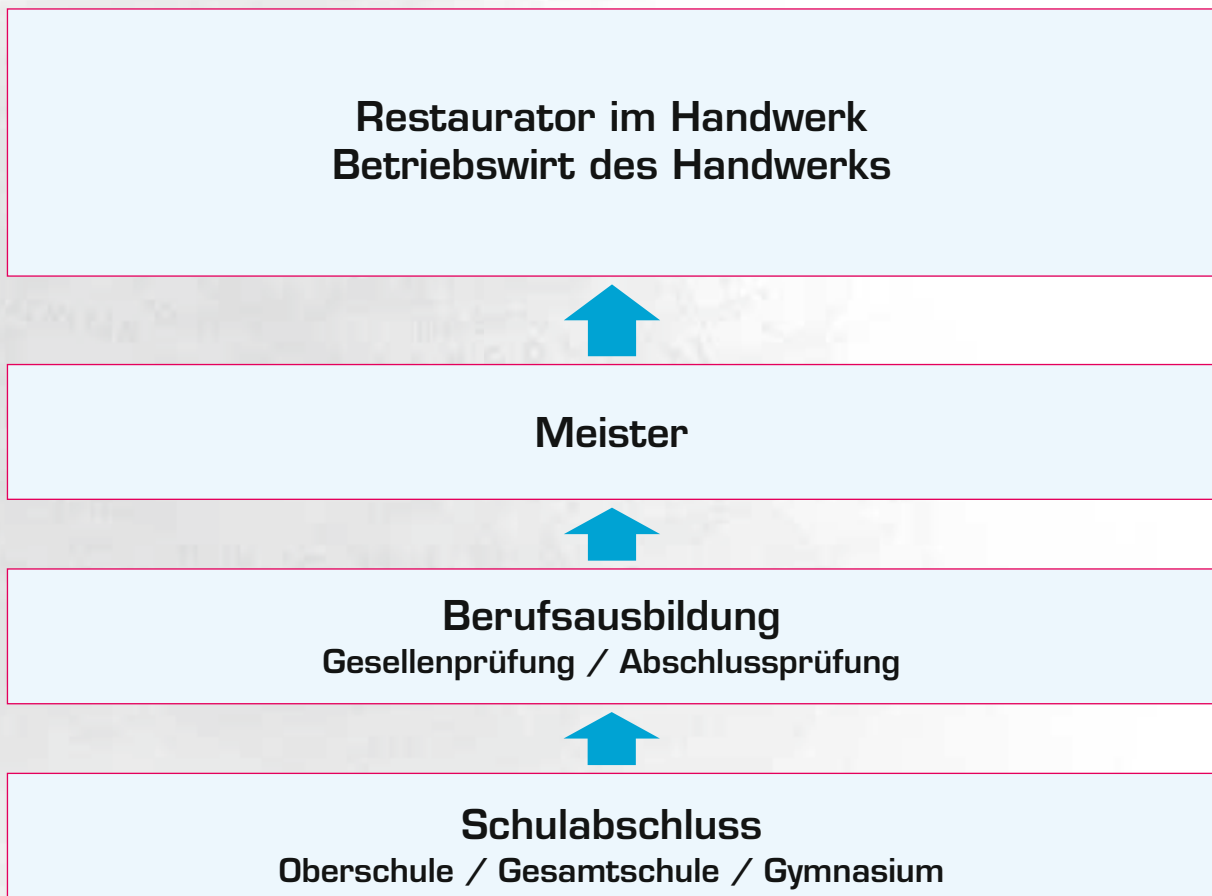 Restaurator im Handwerk
Betriebswirt des Handwerks
Meister
Berufsausbildung
Gesellenprüfung / Abschlussprüfung
Schulabschluss
Oberschule / Gesamtschule / Gymnasium